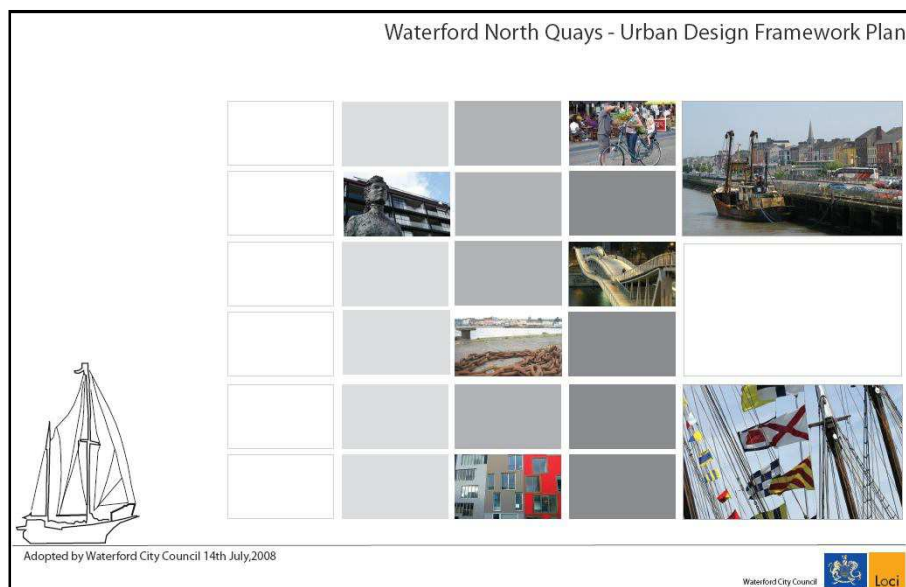 Waterford North Quays - Urban Design Framework Plan
Adopted by Waterford City Council 14th July,2008
Waterford City Council
Loci